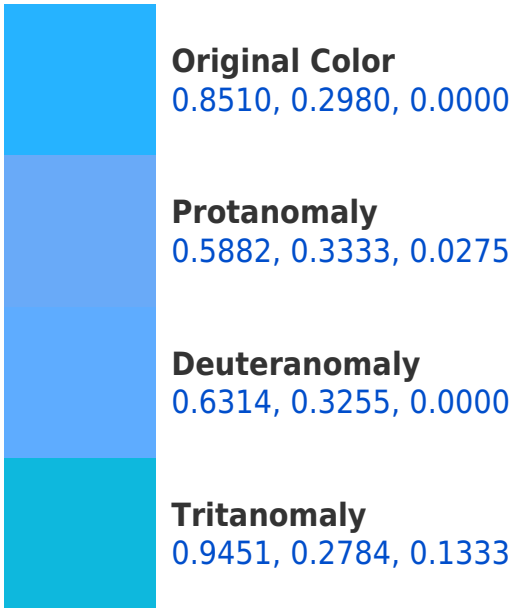 Original Color
0.8510, 0.2980, 0.0000
Protanomaly
0.5882, 0.3333, 0.0275
Deuteranomaly
0.6314, 0.3255, 0.0000
Tritanomaly
0.9451, 0.2784, 0.1333